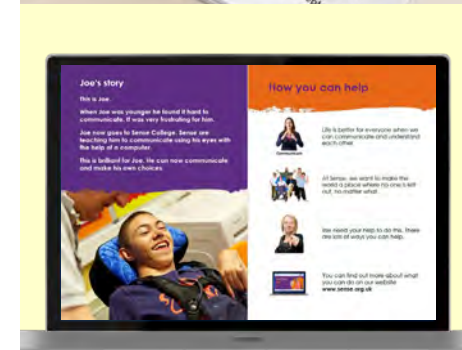 Joe's story
This is Joe.
When Joe was younger he found it hard to
communicate. It was very frustrating for him.
Joe now goes to Sense College. Sense are
teaching him to communicate using his eyes with
the help of a computer.
This is brilliant for Joe. He can now communicate
and make his own choices.
How you can help
Life is better for everyone when we
can communicate and understand
each other.
At Sense, we want to make the
world a place where no one is left
out, no matter what.
We need your help to do this. There
are lots of ways you can help.
You can find out more about what
you can do on our website
www.sense.org.uk